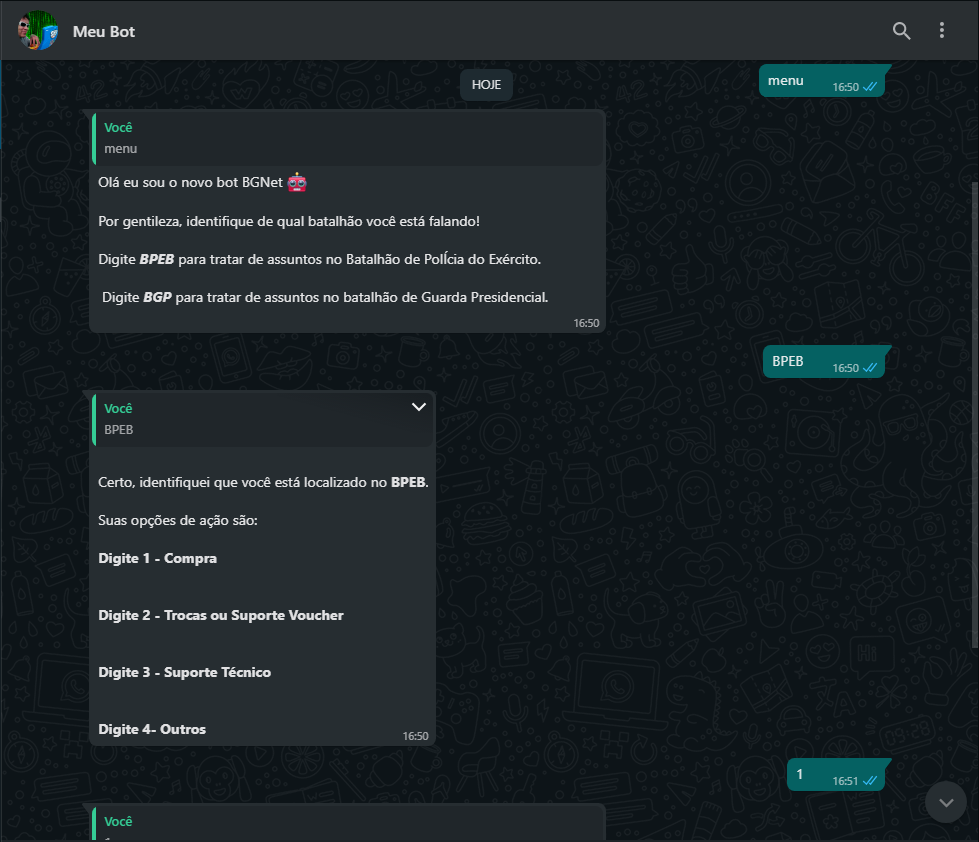 Meu Bot
HOJE
menu
16:50
Você
menu
Olá eu sou o novo bot BGNet 🤖
Por gentileza, identifique de qual batalhão você está falando!
Digite BPEB para tratar de assuntos no Batalhão de PolÍcia do Exército.
Digite BGP para tratar de assuntos no batalhão de Guarda Presidencial.
16:50
BPEB
16:50
Você
BPEB
Certo, identifiquei que você está localizado no BPEB.
Suas opções de ação são:
Digite 1 - Compra
Digite 2 - Trocas ou Suporte Voucher
Digite 3 - Suporte Técnico
Digite 4- Outros
16:50
1
16:51
Você